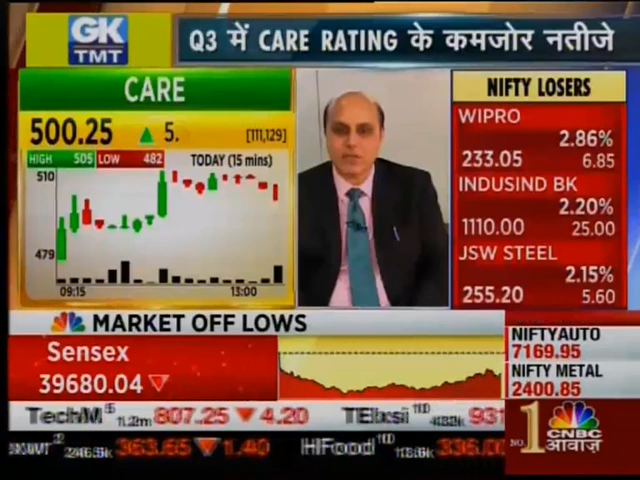 GK
TMT
Q3 में CARE RATING के कमजोर नतीजे
CARE
500.25 ▲ 5. [111,129]
HIGH 505 LOW 482 TODAY (15 mins)
510
479
09:15 13:00
NIFTY LOSERS
WIPRO
2.86%
233.05 6.85
INDUSIND BK
2.20%
1110.00 25.00
JSW STEEL
2.15%
255.20 5.60
MARKET OFF LOWS
Sensex
39680.04
NIFTYAUTO
7169.95
NIFTY METAL
2400.85
TechM 807.25 ▼ 4.20
363.65 ▼ 1.40 336.00
NO.1 CNBC
आवाज़